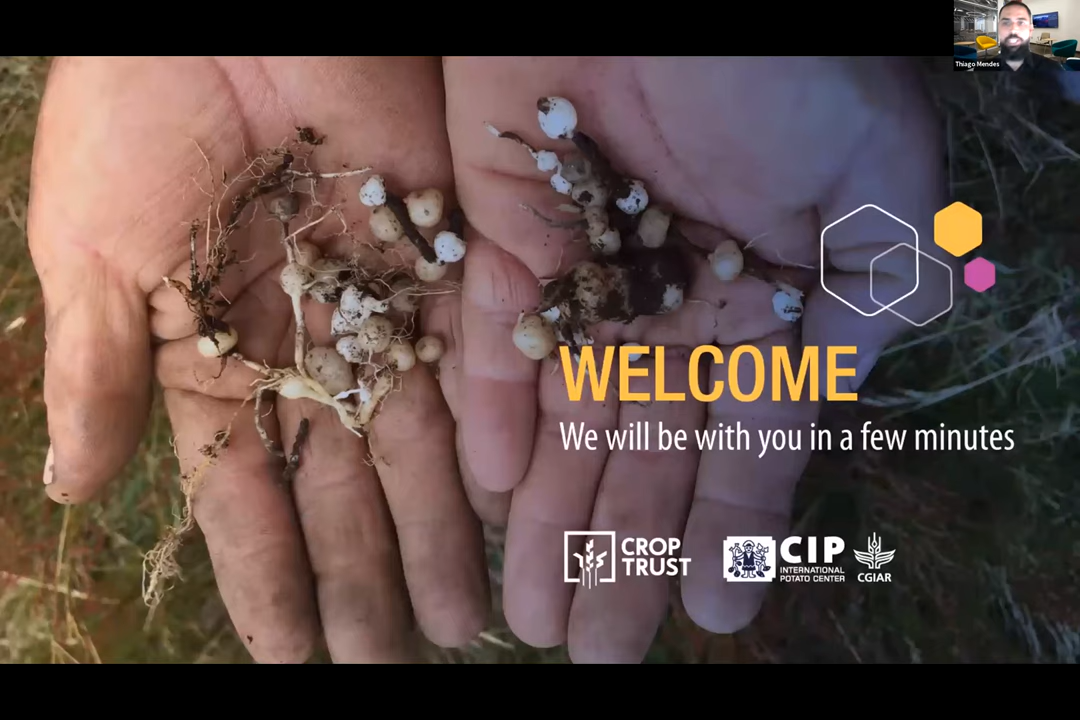 Thiago Mendes
WELCOME
We will be with you in a few minutes
CROP
TRUST
CIP
INTERNATIONAL
POTATO CENTER
CGIAR